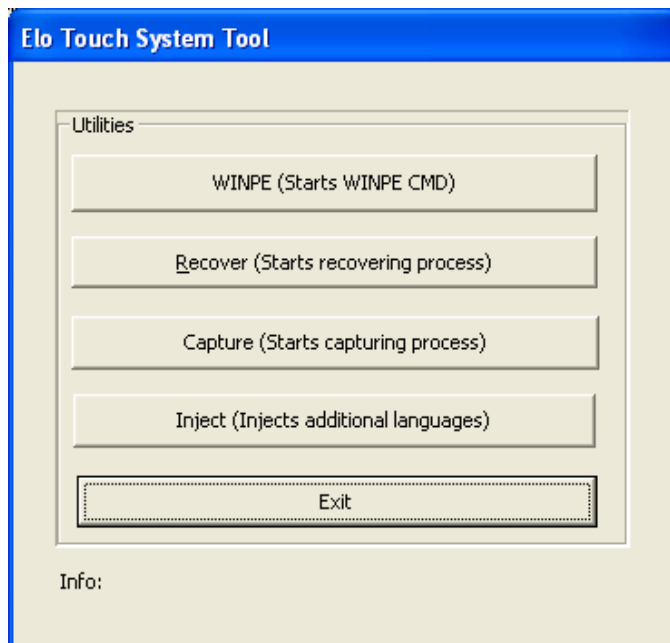 Elo Touch System Tool
Utilities
WINPE (Starts WINPE CMD)
Recover (Starts recovering process)
Capture (Starts capturing process)
Inject (Injects additional languages)
Exit
Info: